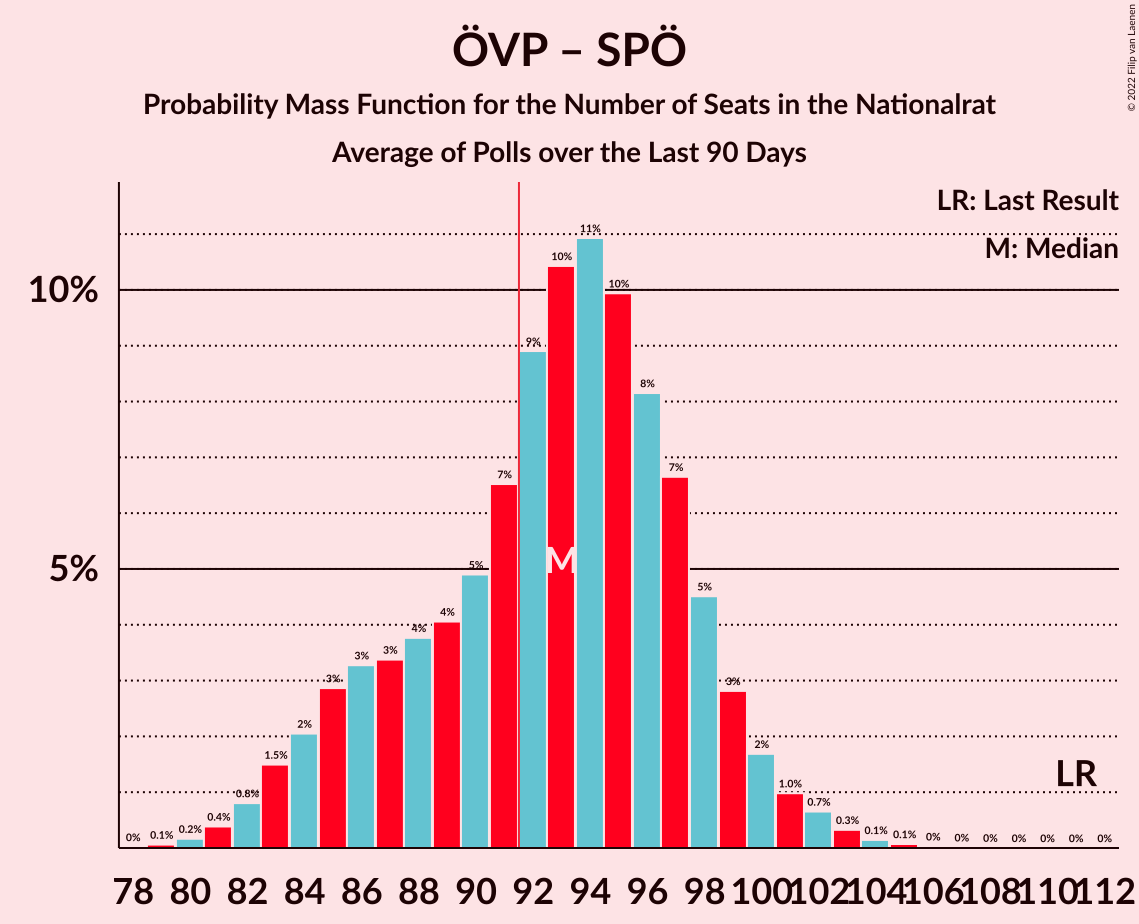 ÖVP – SPÖ
Probability Mass Function for the Number of Seats in the Nationalrat
Average of Polls over the Last 90 Days
© 2022 Filip van Laenen
LR: Last Result
M: Median
10%
5%
0% 0.1% 0.2% 0.4% 0.8% 1.5% 2% 3% 3% 3% 4% 4% 5% 7% 9% 10% 11% 10% 8% 7% 5% 3% 2% 1.0% 0.7% 0.3% 0.1% 0.1% 0% 0% 0% 0% 0% 0% 0%
M
LR
78 80 82 84 86 88 90 92 94 96 98 100 102 104 106 108 110 112